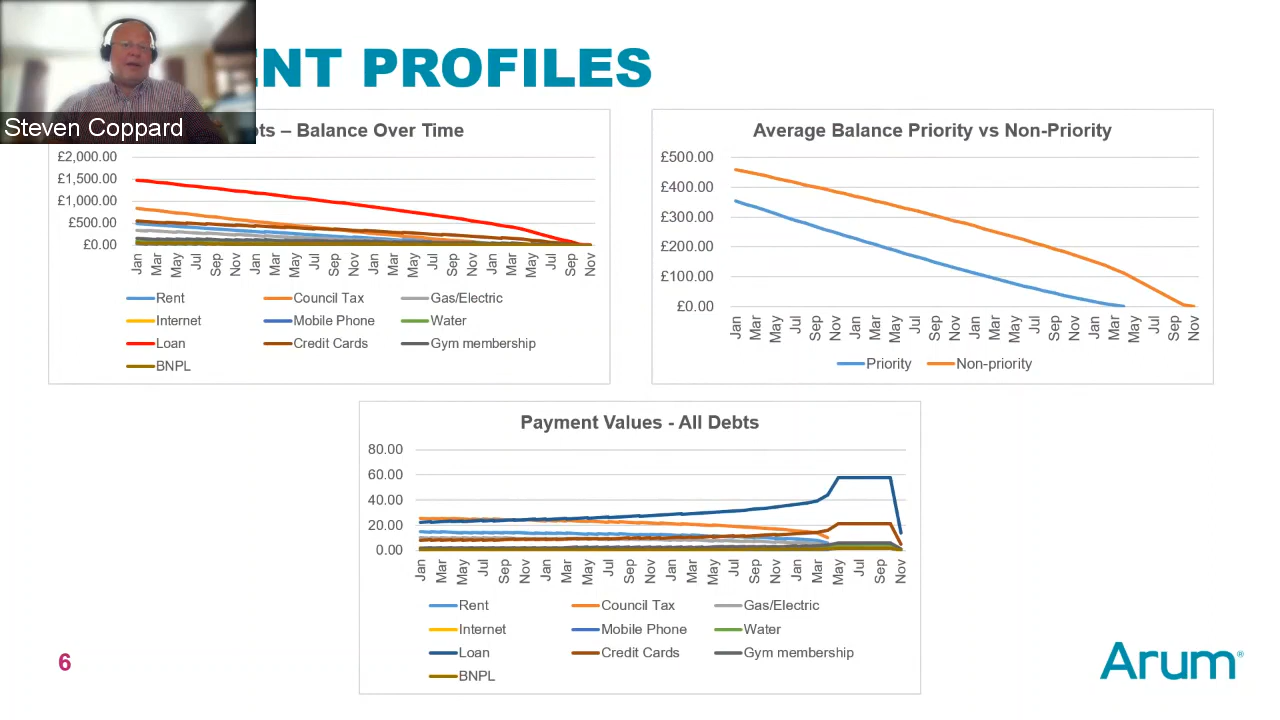 ENT PROFILES
Steven Coppard
ts – Balance Over Time
£2,000.00
£1,500.00
£1,000.00
£500.00
£0.00
Jan Mar May Jul Sep Nov Jan Mar May Jul Sep Nov Jan Mar May Jul Sep Nov Jan Mar May Jul Sep Nov
Rent Council Tax Gas/Electric
Internet Mobile Phone Water
Loan Credit Cards Gym membership
BNPL
Average Balance Priority vs Non-Priority
£500.00
£400.00
£300.00
£200.00
£100.00
£0.00
Jan Mar May Jul Sep Nov Jan Mar May Jul Sep Nov Jan Mar May Jul Sep Nov Jan Mar May Jul Sep Nov
Priority Non-priority
Payment Values - All Debts
80.00
60.00
40.00
20.00
0.00
Jan Mar May Jul Sep Nov Jan Mar May Jul Sep Nov Jan Mar May Jul Sep Nov Jan Mar May Jul Sep Nov
Rent Council Tax Gas/Electric
Internet Mobile Phone Water
Loan Credit Cards Gym membership
BNPL
6
Arum®